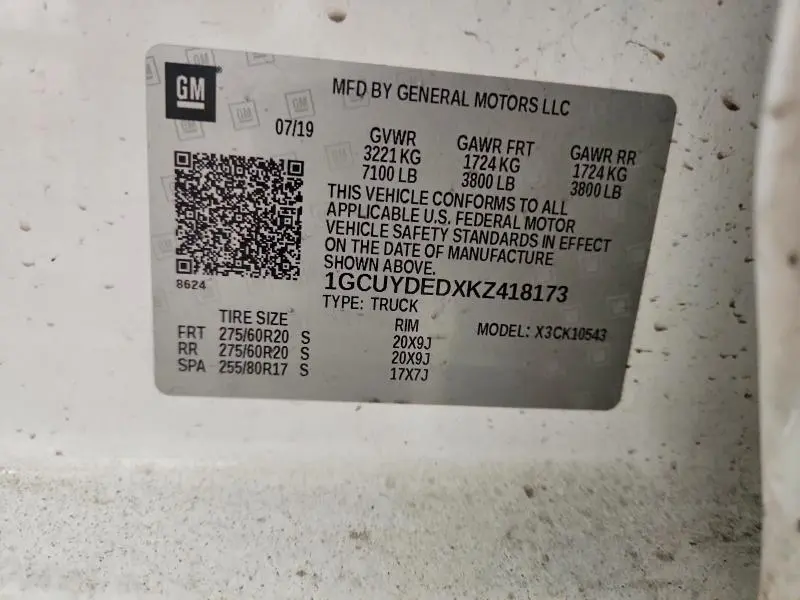 GM
MFD BY GENERAL MOTORS LLC
07/19
GVWR GAWR FRT GAWR RR
3221 KG 1724 KG 1724 KG
7100 LB 3800 LB 3800 LB
THIS VEHICLE CONFORMS TO ALL
APPLICABLE U.S. FEDERAL MOTOR
VEHICLE SAFETY STANDARDS IN EFFECT
ON THE DATE OF MANUFACTURE
SHOWN ABOVE.
8624
1GCUYDEDXKZ418173
TYPE: TRUCK
TIRE SIZE RIM MODEL: X3CK10543
FRT 275/60R20 S 20X9J
RR 275/60R20 S 20X9J
SPA 255/80R17 S 17X7J